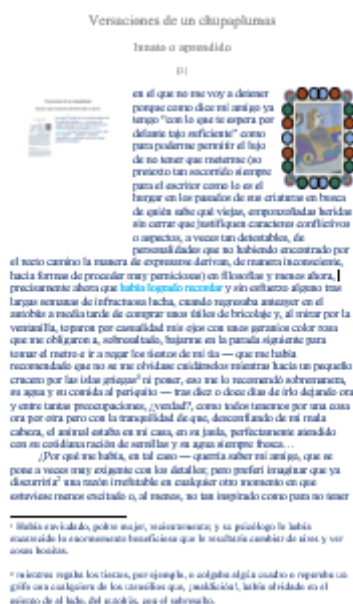 Versaciones de un chupaplumas
Innato o aprendido
[1]
en el que no me voy a detener
porque como dice mi amigo ya
tengo "con lo que te espera por
delante tajo suficiente" como
para poderme permitir el lujo
de no tener que meterme (so
pretexto tan socorrido siempre
para el escritor como lo es el
hurgar en los pasados de sus criaturas en busca
de quién sabe qué viejas, emponzoñadas heridas
sin cerrar que justifiquen caracteres conflictivos
o aspectos, a veces tan detestables, de
personalidades que no habiendo encontrado por
el recto camino la manera de expresarse derivan, de manera inconsciente,
hacia formas de proceder muy perniciosas) en filosofías y menos ahora,
precisamente ahora que había logrado recordar y sin esfuerzo alguno tras
largas semanas de infructuosa lucha, cuando regresaba anteayer en el
autobús a media tarde de comprar unos útiles de bricolaje y, al mirar por la
ventanilla, toparon por casualidad mis ojos con unos geranios color rosa
que me obligaron a, sobresaltado, bajarme en la parada siguiente para
tomar el metro e ir a regar los tiestos de mi tía — que me había
recomendado que no se me olvidase cuidárselos mientras hacía un pequeño
crucero por las islas griegas¹ ni poner, eso me lo recomendó sobremanera,
su agua y su comida al periquito — tras diez o doce días de irlo dejando ora
y entre tantas preocupaciones, ¿verdad?, como todos tenemos por una cosa
ora por otra pero con la tranquilidad de que, desconfiando de mi mala
cabeza, el animal estaba en mi casa, en su jaula, perfectamente atendido
con su cotidiana ración de semillas y su agua siempre fresca…
¿Por qué me había, en tal caso — quería saber mi amigo, que se
pone a veces muy exigente con los detalles; pero preferí imaginar que ya
discurriría² una razón irrefutable en cualquier otro momento en que
estuviese menos excitado o, al menos, no tan inspirado como para no tener
¹ Había enviudado, pobre mujer, recientemente; y su psicólogo le había
encarecido lo enormemente beneficioso que le resultaría cambiar de aires y ver
cosas bonitas.
² mientras regaba los tiestos, por ejemplo, o colgaba algún cuadro o reparaba un
grifo con cualquiera de los tornillos que, ¡maldición!, había olvidado en el
asiento de al lado, del autobús, con el sobresalto.